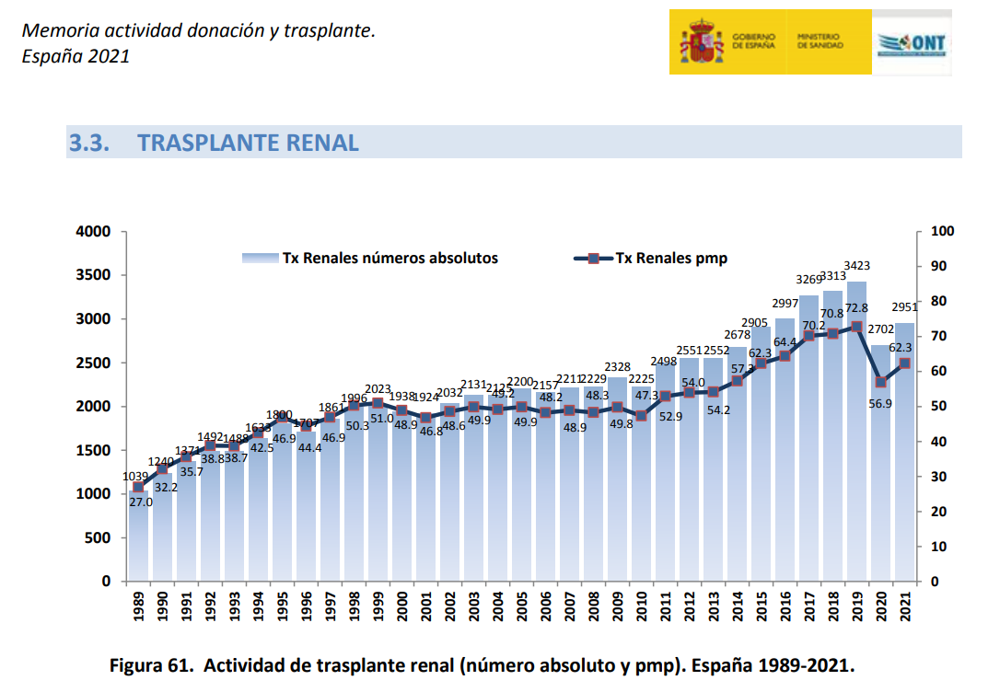 Memoria actividad donación y trasplante.
España 2021
GOBIERNO
DE ESPAÑA
MINISTERIO
DE SANIDAD
ONT
3.3. TRASPLANTE RENAL
Tx Renales números absolutos
Tx Renales pmp
4000
3500
3000
2500
2000
1500
1000
500
0
100
90
80
70
60
50
40
30
20
10
0
1039 1240 1371 1492 1488 1633 1800 1707 1861 1996 2023 1938 1924 2032 2131 2125 2200 2157 2211 2229 2328 2225 2498 2551 2552 2678 2905 2997 3269 3313 3423 2702 2951
27.0 32.2 35.7 38.8 38.7 42.5 46.9 44.4 46.9 50.3 51.0 48.9 46.8 48.6 49.9 49.2 49.9 48.2 48.9 48.3 49.8 47.3 52.9 54.0 54.2 57.3 62.3 64.4 70.2 70.8 72.8 56.9 62.3
1989 1990 1991 1992 1993 1994 1995 1996 1997 1998 1999 2000 2001 2002 2003 2004 2005 2006 2007 2008 2009 2010 2011 2012 2013 2014 2015 2016 2017 2018 2019 2020 2021
Figura 61. Actividad de trasplante renal (número absoluto y pmp). España 1989-2021.